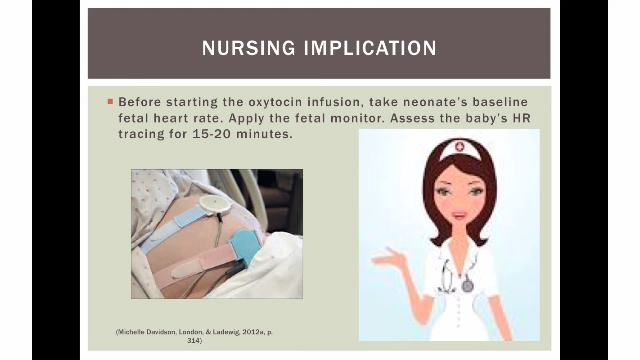 NURSING IMPLICATION
Before starting the oxytocin infusion, take neonate's baseline
fetal heart rate. Apply the fetal monitor. Assess the baby's HR
tracing for 15-20 minutes.
(Michelle Davidson, London, & Ladewig, 2012a, p.
314)